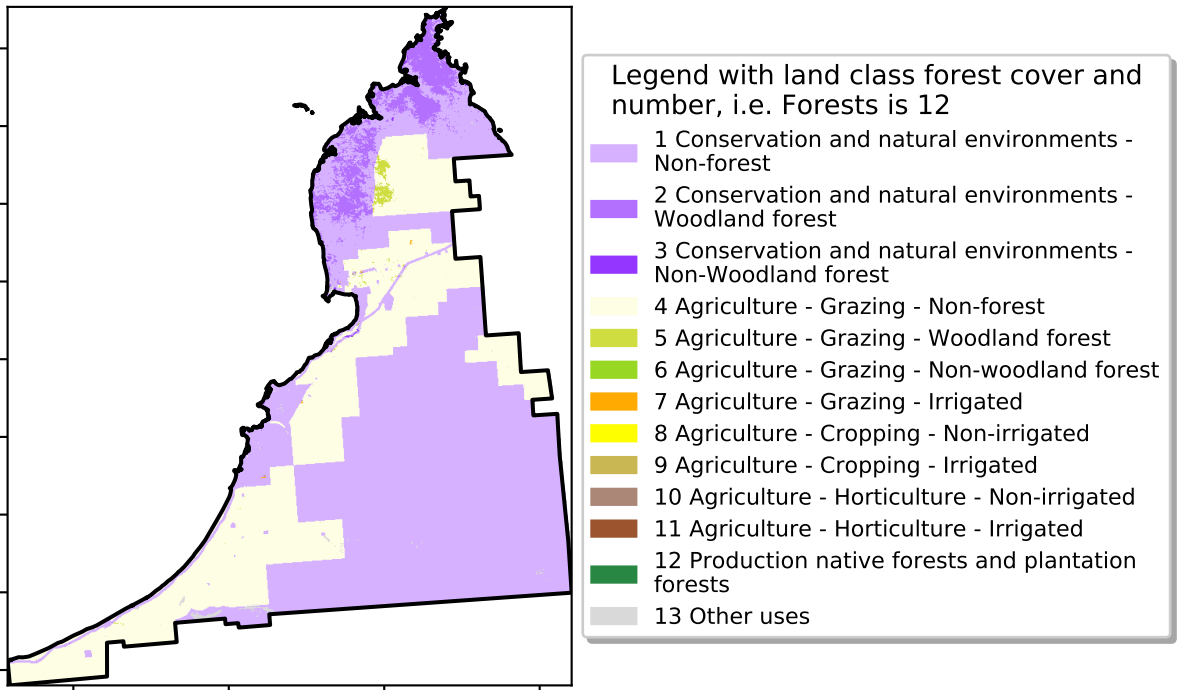 Legend with land class forest cover and
number, i.e. Forests is 12
1 Conservation and natural environments -
Non-forest
2 Conservation and natural environments -
Woodland forest
3 Conservation and natural environments -
Non-Woodland forest
4 Agriculture - Grazing - Non-forest
5 Agriculture - Grazing - Woodland forest
6 Agriculture - Grazing - Non-woodland forest
7 Agriculture - Grazing - Irrigated
8 Agriculture - Cropping - Non-irrigated
9 Agriculture - Cropping - Irrigated
10 Agriculture - Horticulture - Non-irrigated
11 Agriculture - Horticulture - Irrigated
12 Production native forests and plantation
forests
13 Other uses